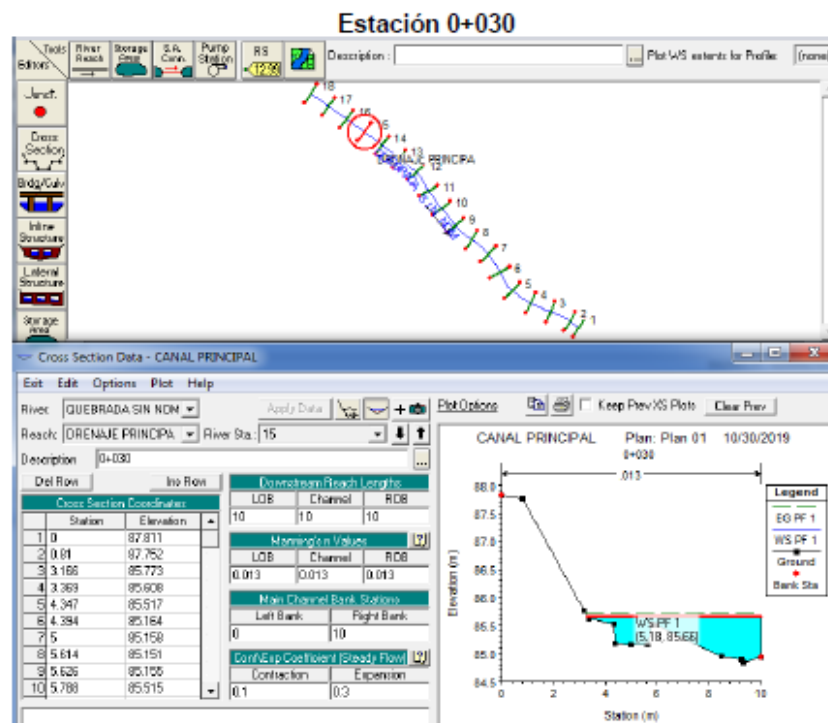 Estación 0+030
Tools
Editors
River Reach
Storage Area
S.A. Conn.
Pump Station
RS
Description :
...
Plot WS extents for Profile:
(none)
Junct.
Cross Section
Brdg/Culv
Inline Structure
Lateral Structure
Storage Area
18
17
16
15
14
13
DRENAJE PRINCIPA
12
11
10
9
8
7
6
5
4
3
2
1
Cross Section Data - CANAL PRINCIPAL
Exit Edit Options Plot Help
River: QUEBRADA SIN NOM
Apply Data
Plot Options
Keep Prev XS Plots
Clear Prev
Reach: DRENAJE PRINCIPA
River Sta.: 15
Description 0+030
...
Del Row
Ins Row
Cross Section Coordinates
Station Elevation
1 0 87.811
2 0.81 87.752
3 3.166 85.773
4 3.369 85.608
5 4.347 85.517
6 4.394 85.164
7 5 85.158
8 5.614 85.151
9 5.626 85.155
10 5.788 85.515
Downstream Reach Lengths
LOB Channel ROB
10 10 10
Manning's n Values
?
LOB Channel ROB
0.013 0.013 0.013
Main Channel Bank Stations
Left Bank Right Bank
0 10
Cont\Exp Coefficient (Steady Flow)
?
Contraction Expansion
0.1 0.3
CANAL PRINCIPAL Plan: Plan 01 10/30/2019
0+030
.013
88.0
87.5
87.0
86.5
86.0
85.5
85.0
84.5
Elevation (m)
WS PF 1
(5.18, 85.66)
0 2 4 6 8 10
Station (m)
Legend
EG PF 1
WS PF 1
Ground
Bank Sta